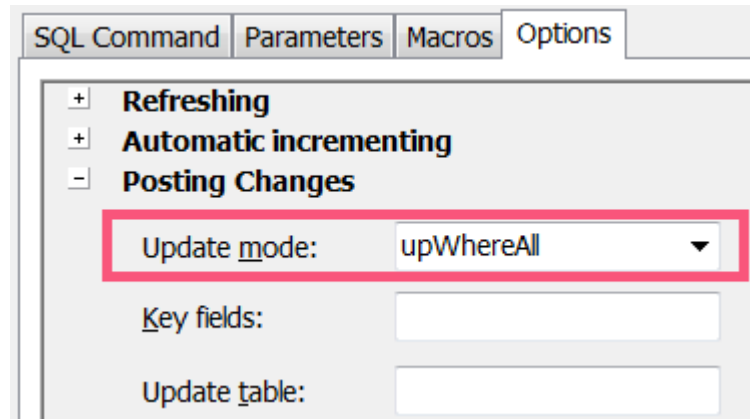 SQL Command Parameters Macros Options
Refreshing
Automatic incrementing
Posting Changes
Update mode: upWhereAll
Key fields:
Update table: